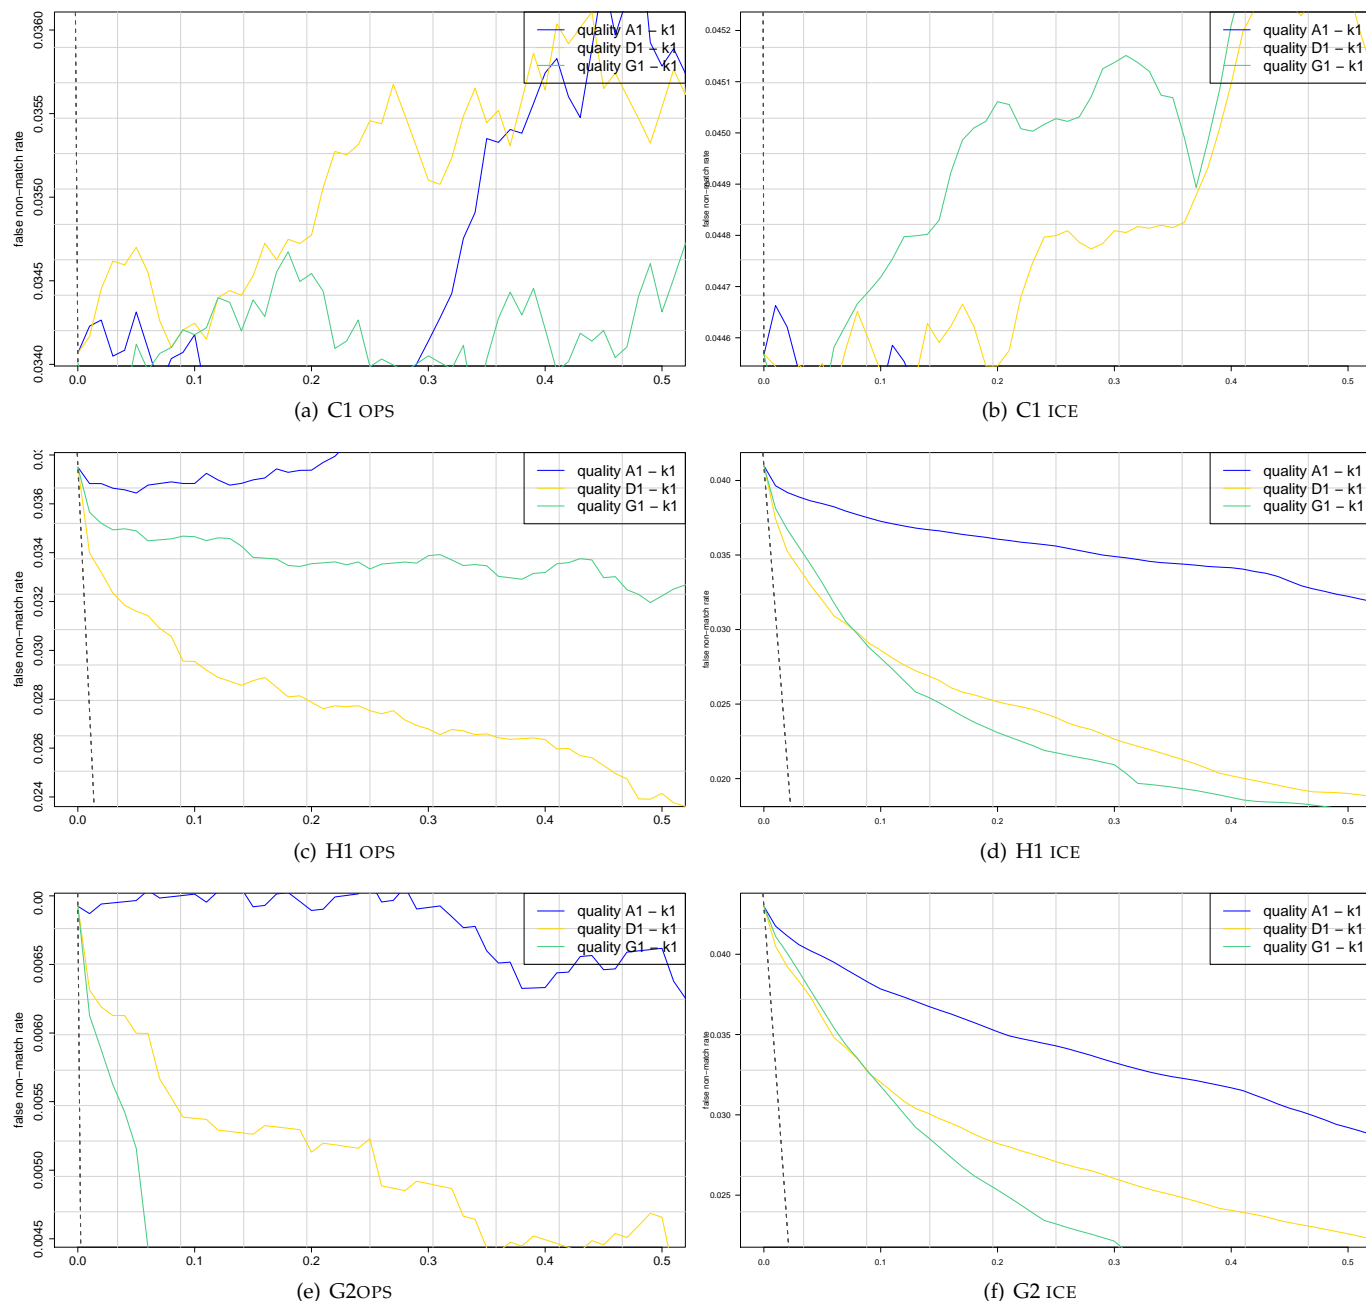 quality A1 − k1
quality D1 − k1
quality G1 − k1
false non−match rate
0.0340 0.0345 0.0350 0.0355 0.0360
0.0 0.1 0.2 0.3 0.4 0.5
(a) C1 OPS
quality A1 − k1
quality D1 − k1
quality G1 − k1
false non−match rate
0.0452
0.0451
0.0450
0.0449
0.0448
0.0447
0.0446
0.0 0.1 0.2 0.3 0.4 0.5
(b) C1 ICE
quality A1 − k1
quality D1 − k1
quality G1 − k1
false non−match rate
0.024 0.026 0.028 0.030 0.032 0.034 0.036
0.0 0.1 0.2 0.3 0.4 0.5
(c) H1 OPS
quality A1 − k1
quality D1 − k1
quality G1 − k1
false non−match rate
0.040
0.035
0.030
0.025
0.020
0.0 0.1 0.2 0.3 0.4 0.5
(d) H1 ICE
quality A1 − k1
quality D1 − k1
quality G1 − k1
false non−match rate
0.0045 0.0050 0.0055 0.0060 0.0065
0.0 0.1 0.2 0.3 0.4 0.5
(e) G2OPS
quality A1 − k1
quality D1 − k1
quality G1 − k1
false non−match rate
0.040
0.035
0.030
0.025
0.0 0.1 0.2 0.3 0.4 0.5
(f) G2 ICE